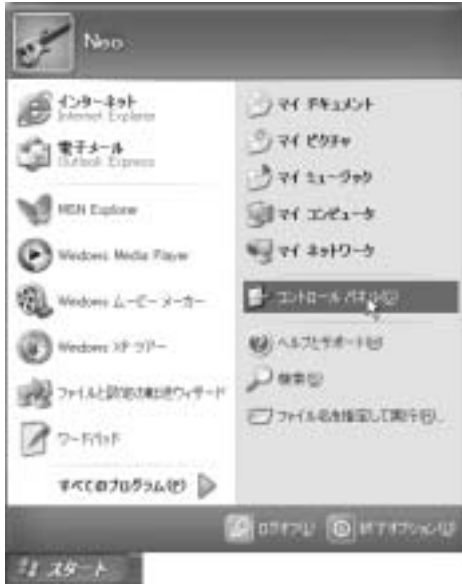 Neo
インターネット
Internet Explorer
電子メール
Outlook Express
MSN Explorer
Windows Media Player
Windows ムービー メーカー
Windows XP ツアー
ファイルと設定の転送ウィザード
ワードパッド
すべてのプログラム(P)
マイ ドキュメント
マイ ピクチャ
マイ ミュージック
マイ コンピュータ
マイ ネットワーク
コントロール パネル(C)
ヘルプとサポート(H)
検索(S)
ファイル名を指定して実行(R)...
ログオフ(L)
終了オプション(U)
スタート